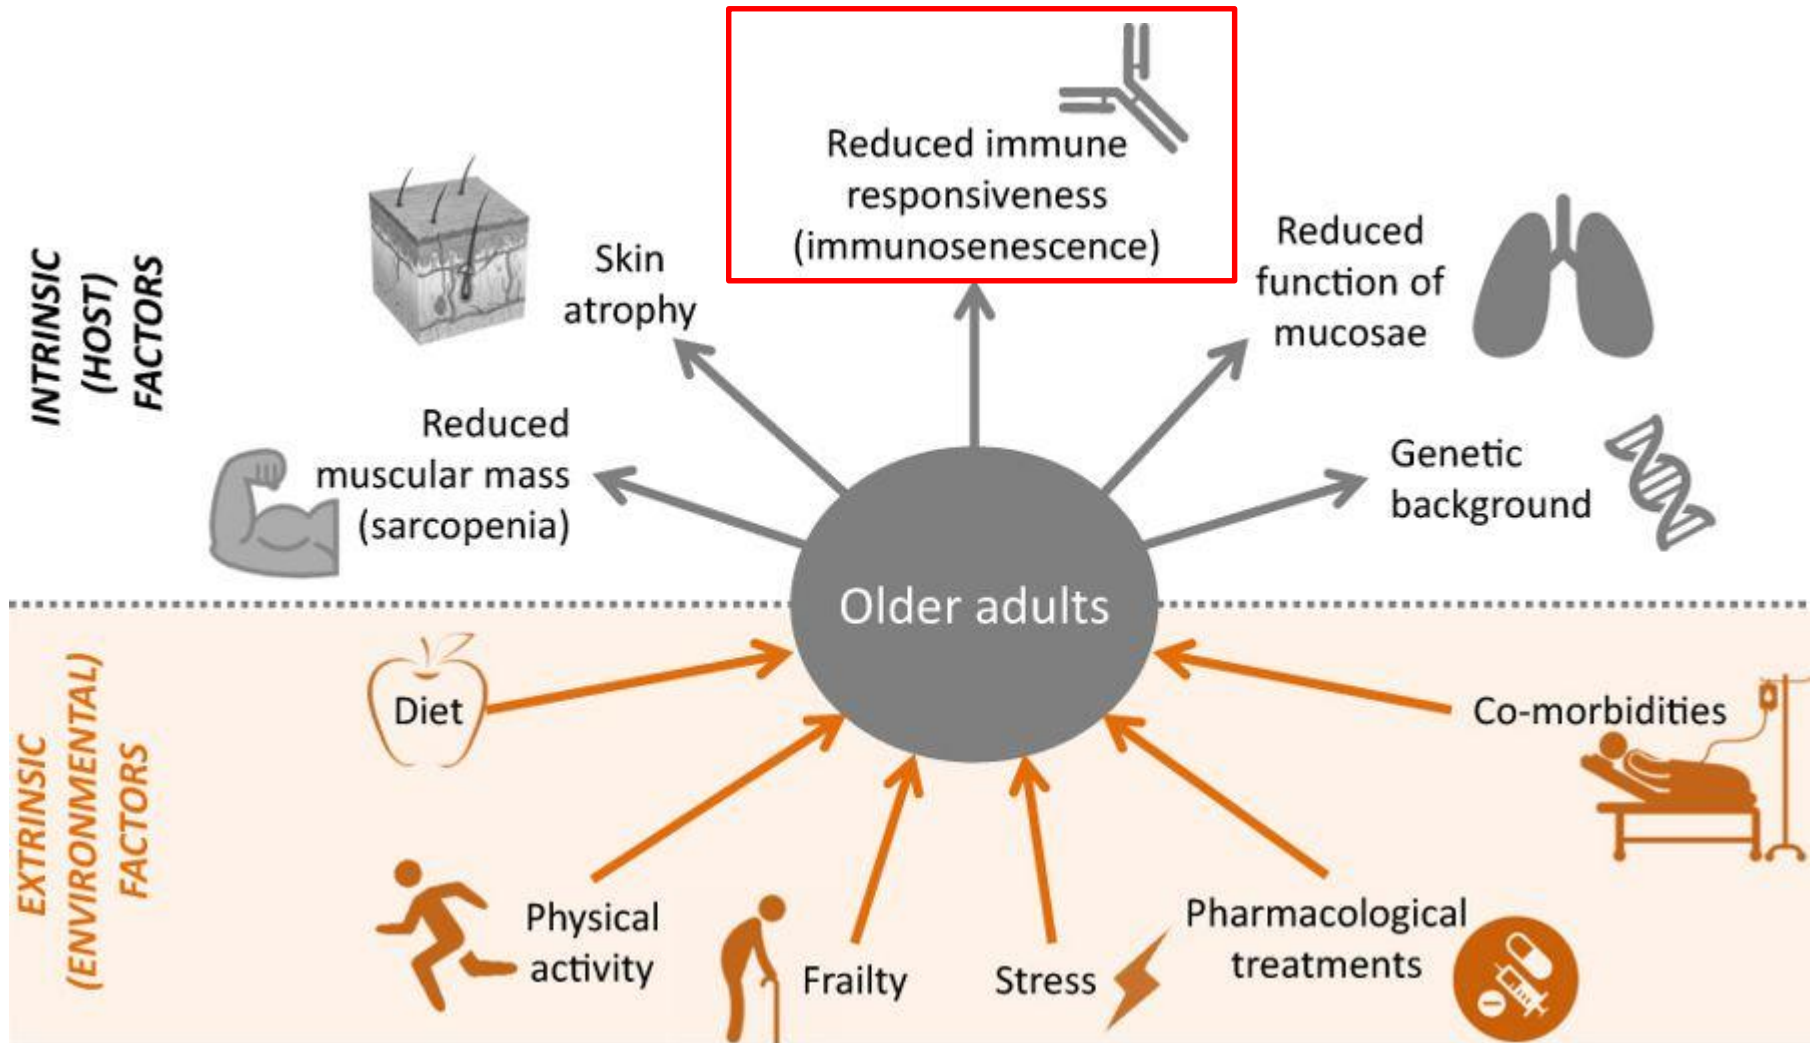 INTRINSIC
(HOST)
FACTORS
Reduced immune
responsiveness
(immunosenescence)
Skin
atrophy
Reduced
function of
mucosae
Reduced
muscular mass
(sarcopenia)
Genetic
background
Older adults
EXTRINSIC
(ENVIRONMENTAL)
FACTORS
Diet
Co-morbidities
Physical
activity
Frailty
Stress
Pharmacological
treatments